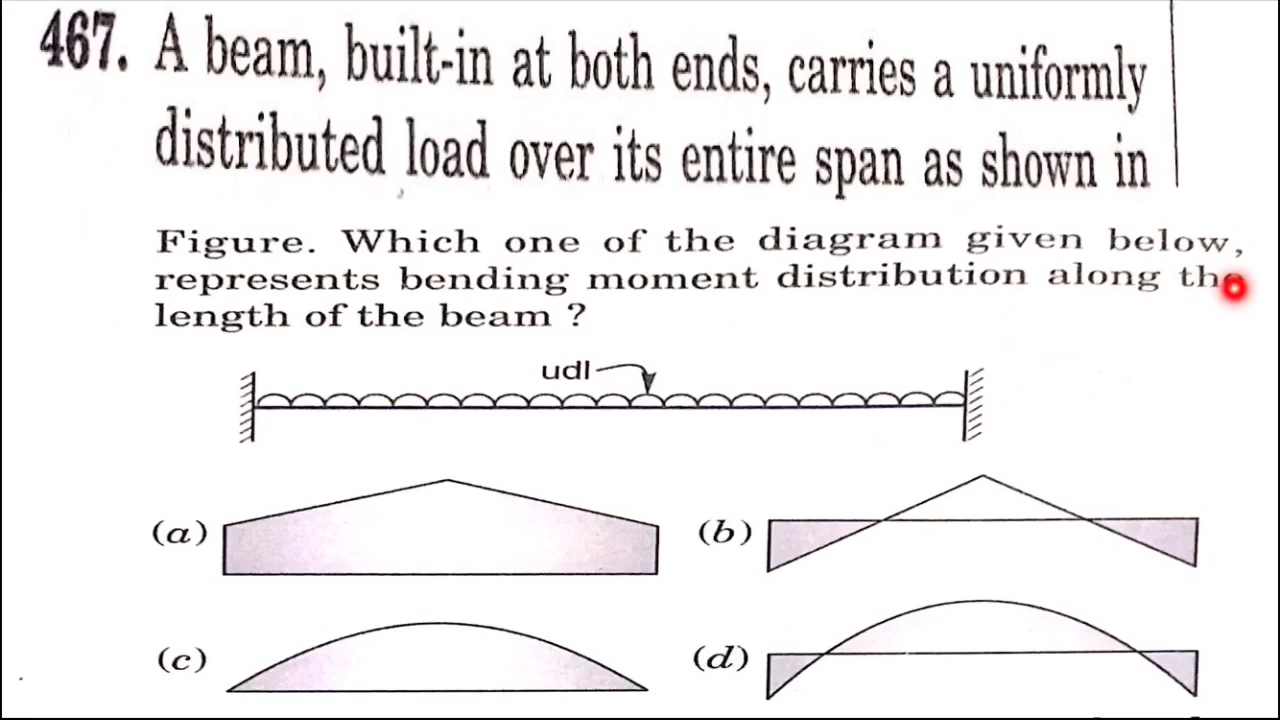 467. A beam, built-in at both ends, carries a uniformly
distributed load over its entire span as shown in
Figure. Which one of the diagram given below,
represents bending moment distribution along the
length of the beam ?
udl
(a)
(b)
(c)
(d)